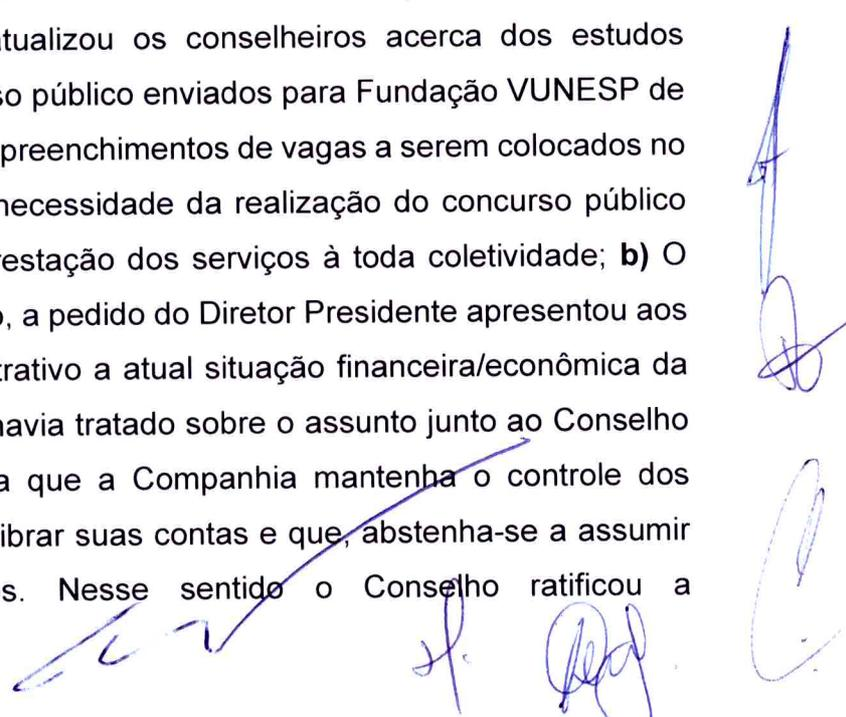 tualizou os conselheiros acerca dos estudos
so público enviados para Fundação VUNESP de
preenchimentos de vagas a serem colocados no
necessidade da realização do concurso público
restação dos serviços à toda coletividade; b) O
o, a pedido do Diretor Presidente apresentou aos
trativo a atual situação financeira/econômica da
havia tratado sobre o assunto junto ao Conselho
a que a Companhia mantenha o controle dos
ibrar suas contas e que, abstenha-se a assumir
s. Nesse sentido o Conselho ratificou a